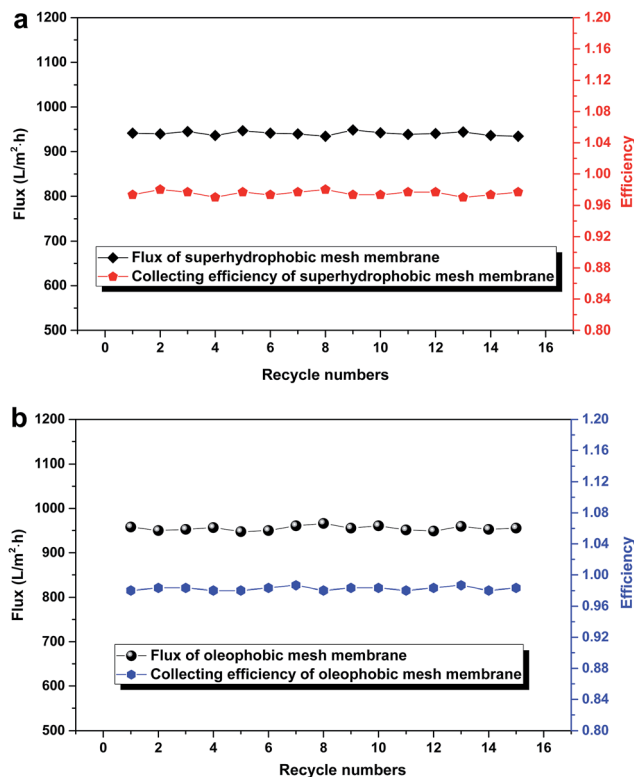 a
1200
1100
1000
900
800
700
600
500
Flux (L/m²·h)
1.20
1.16
1.12
1.08
1.04
1.00
0.96
0.92
0.88
0.84
0.80
Efficiency
Flux of superhydrophobic mesh membrane
Collecting efficiency of superhydrophobic mesh membrane
0 2 4 6 8 10 12 14 16
Recycle numbers
b
1200
1100
1000
900
800
700
600
500
Flux (L/m²·h)
1.20
1.16
1.12
1.08
1.04
1.00
0.96
0.92
0.88
0.84
0.80
Efficiency
Flux of oleophobic mesh membrane
Collecting efficiency of oleophobic mesh membrane
0 2 4 6 8 10 12 14 16
Recycle numbers